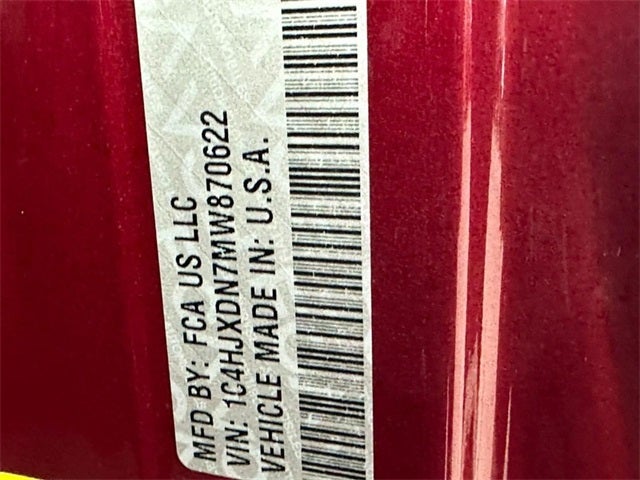 MFD BY: FCA US LLC
VIN: 1C4HJXDN7MW870622
VEHICLE MADE IN: U.S.A.